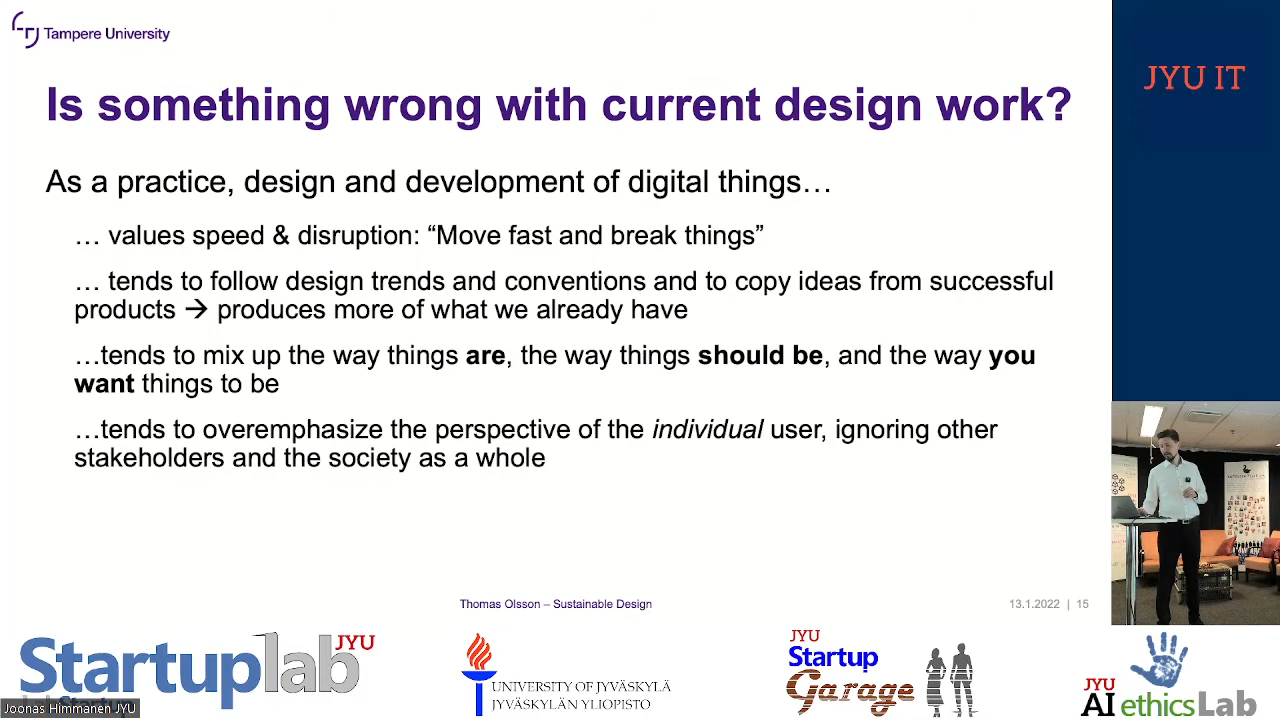 Tampere University
JYU IT
Is something wrong with current design work?
As a practice, design and development of digital things…
… values speed & disruption: “Move fast and break things”
… tends to follow design trends and conventions and to copy ideas from successful
products → produces more of what we already have
…tends to mix up the way things are, the way things should be, and the way you
want things to be
…tends to overemphasize the perspective of the individual user, ignoring other
stakeholders and the society as a whole
Thomas Olsson – Sustainable Design
13.1.2022 | 15
Startuplab JYU
UNIVERSITY OF JYVÄSKYLÄ
JYVÄSKYLÄN YLIOPISTO
JYU
Startup
Garage
JYU
AI ethicsLab
Joonas Himmanen JYU